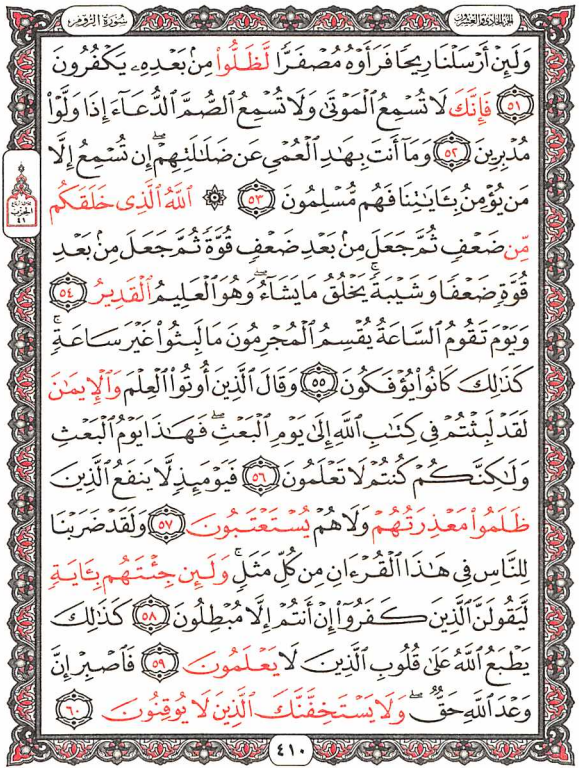 الجزء الحادي والعشرون
سورة الروم
وَلَئِنْ أَرْسَلْنَا رِيحًا فَرَأَوْهُ مُصْفَرًّا لَّظَلُّوا۟ مِنۢ بَعْدِهِۦ يَكْفُرُونَ
٥١ فَإِنَّكَ لَا تُسْمِعُ ٱلْمَوْتَىٰ وَلَا تُسْمِعُ ٱلصُّمَّ ٱلدُّعَآءَ إِذَا وَلَّوْا۟
مُدْبِرِينَ ٥٢ وَمَآ أَنتَ بِهَٰدِ ٱلْعُمْىِ عَن ضَلَٰلَتِهِمْ ۖ إِن تُسْمِعُ إِلَّا
مَن يُؤْمِنُ بِـَٔايَٰتِنَا فَهُم مُّسْلِمُونَ ٥٣ ۞ ٱللَّهُ ٱلَّذِى خَلَقَكُم
مِّن ضَعْفٍ ثُمَّ جَعَلَ مِنۢ بَعْدِ ضَعْفٍ قُوَّةً ثُمَّ جَعَلَ مِنۢ بَعْدِ
قُوَّةٍ ضَعْفًا وَشَيْبَةً ۚ يَخْلُقُ مَا يَشَآءُ ۖ وَهُوَ ٱلْعَلِيمُ ٱلْقَدِيرُ ٥٤
وَيَوْمَ تَقُومُ ٱلسَّاعَةُ يُقْسِمُ ٱلْمُجْرِمُونَ مَا لَبِثُوا۟ غَيْرَ سَاعَةٍ ۚ
كَذَٰلِكَ كَانُوا۟ يُؤْفَكُونَ ٥٥ وَقَالَ ٱلَّذِينَ أُوتُوا۟ ٱلْعِلْمَ وَٱلْإِيمَٰنَ
لَقَدْ لَبِثْتُمْ فِى كِتَٰبِ ٱللَّهِ إِلَىٰ يَوْمِ ٱلْبَعْثِ ۖ فَهَٰذَا يَوْمُ ٱلْبَعْثِ
وَلَٰكِنَّكُمْ كُنتُمْ لَا تَعْلَمُونَ ٥٦ فَيَوْمَئِذٍ لَّا يَنفَعُ ٱلَّذِينَ
ظَلَمُوا۟ مَعْذِرَتُهُمْ وَلَا هُمْ يُسْتَعْتَبُونَ ٥٧ وَلَقَدْ ضَرَبْنَا
لِلنَّاسِ فِى هَٰذَا ٱلْقُرْءَانِ مِن كُلِّ مَثَلٍ ۚ وَلَئِن جِئْتَهُم بِـَٔايَةٍ
لَّيَقُولَنَّ ٱلَّذِينَ كَفَرُوٓا۟ إِنْ أَنتُمْ إِلَّا مُبْطِلُونَ ٥٨ كَذَٰلِكَ
يَطْبَعُ ٱللَّهُ عَلَىٰ قُلُوبِ ٱلَّذِينَ لَا يَعْلَمُونَ ٥٩ فَٱصْبِرْ إِنَّ
وَعْدَ ٱللَّهِ حَقٌّ ۖ وَلَا يَسْتَخِفَّنَّكَ ٱلَّذِينَ لَا يُوقِنُونَ ٦٠
٤١٠